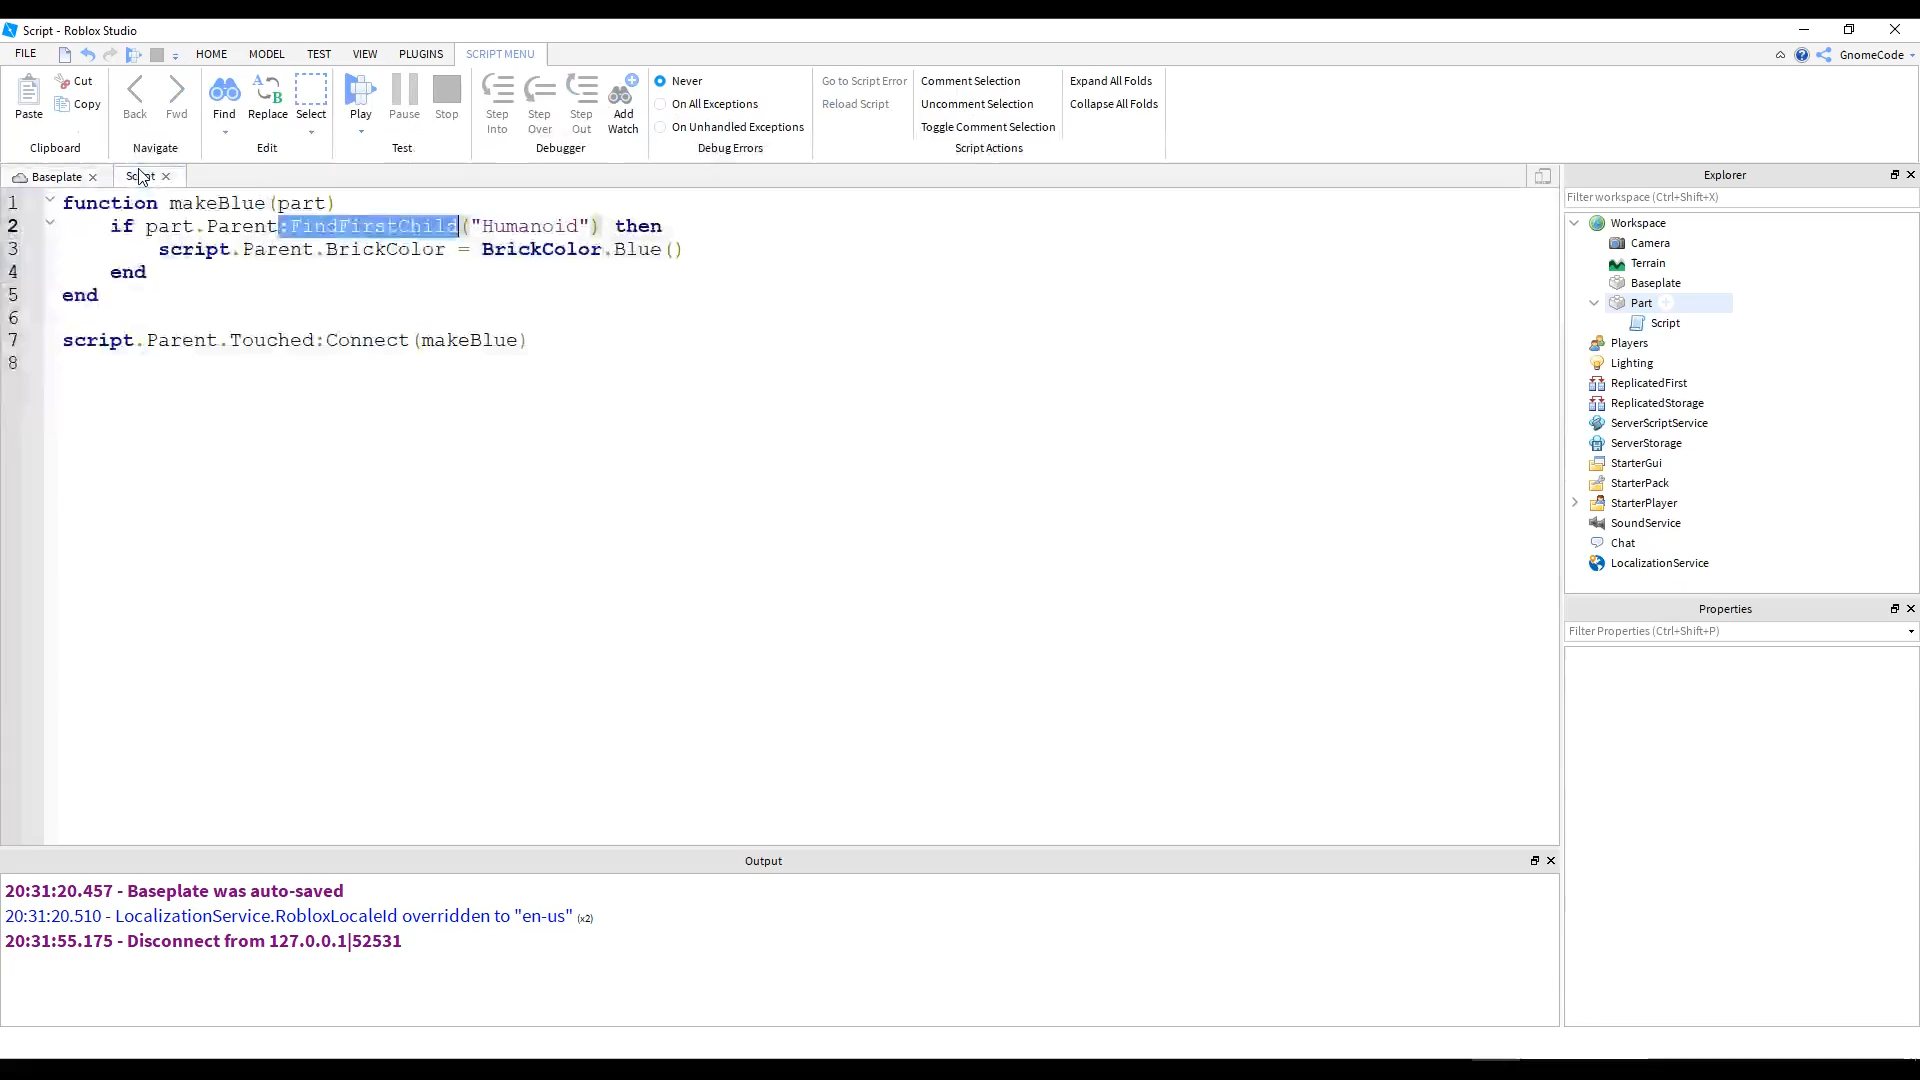 Script - Roblox Studio
FILE HOME MODEL TEST VIEW PLUGINS SCRIPT MENU GnomeCode
Paste Cut Copy Clipboard
Back Fwd Navigate
Find Replace Select Edit
Play Pause Stop Test
Step Into Step Over Step Out Add Watch Debugger
Never
On All Exceptions
On Unhandled Exceptions
Debug Errors
Go to Script Error
Reload Script
Comment Selection
Uncomment Selection
Toggle Comment Selection
Script Actions
Expand All Folds
Collapse All Folds
Baseplate Script
1 function makeBlue(part)
2 if part.Parent:FindFirstChild("Humanoid") then
3 script.Parent.BrickColor = BrickColor.Blue()
4 end
5 end
6
7 script.Parent.Touched:Connect(makeBlue)
8
Output
20:31:20.457 - Baseplate was auto-saved
20:31:20.510 - LocalizationService.RobloxLocaleId overridden to "en-us" (x2)
20:31:55.175 - Disconnect from 127.0.0.1|52531
Explorer
Filter workspace (Ctrl+Shift+X)
Workspace
Camera
Terrain
Baseplate
Part
Script
Players
Lighting
ReplicatedFirst
ReplicatedStorage
ServerScriptService
ServerStorage
StarterGui
StarterPack
StarterPlayer
SoundService
Chat
LocalizationService
Properties
Filter Properties (Ctrl+Shift+P)